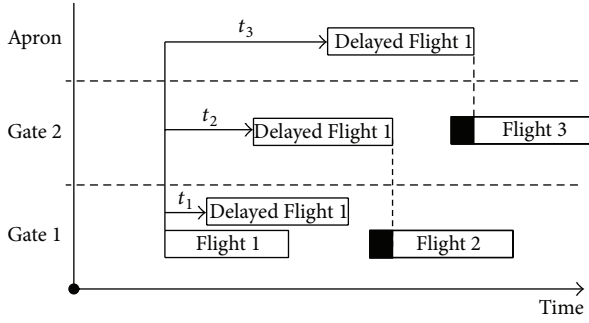 Apron
t3
Delayed Flight 1
Gate 2
t2
Delayed Flight 1
Flight 3
t1
Delayed Flight 1
Gate 1
Flight 1
Flight 2
Time